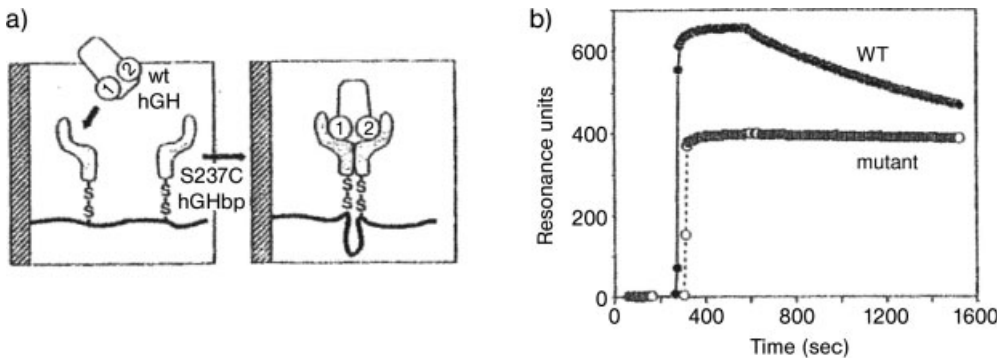 a)
1
2
wt
hGH
S
S
S
S
S237C
hGHbp
1
2
S
S
S
S
b)
Resonance units
600
400
200
0
WT
mutant
0
400
800
1200
1600
Time (sec)